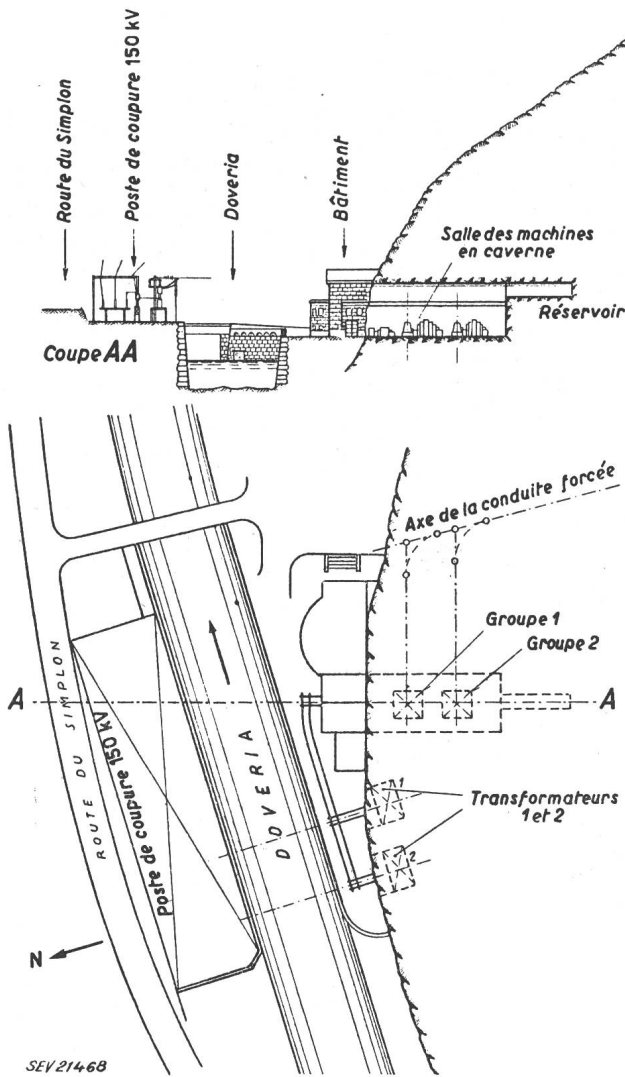 Route du Simplon
Poste de coupure 150 kV
Doveria
Bâtiment
Salle des machines
en caverne
Réservoir
Coupe AA
Axe de la conduite forcée
Groupe 1
Groupe 2
A
A
ROUTE DU SIMPLON
Poste de coupure 150 kV
DOVERIA
1
Transformateurs
1 et 2
2
N
SEV 21468